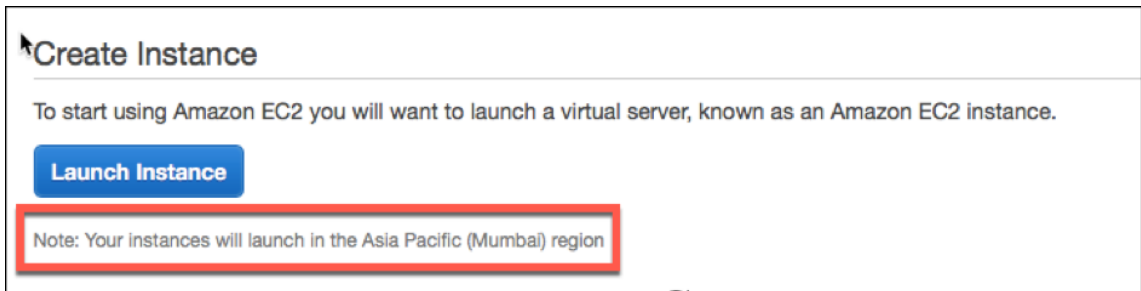 Create Instance
To start using Amazon EC2 you will want to launch a virtual server, known as an Amazon EC2 instance.
Launch Instance
Note: Your instances will launch in the Asia Pacific (Mumbai) region